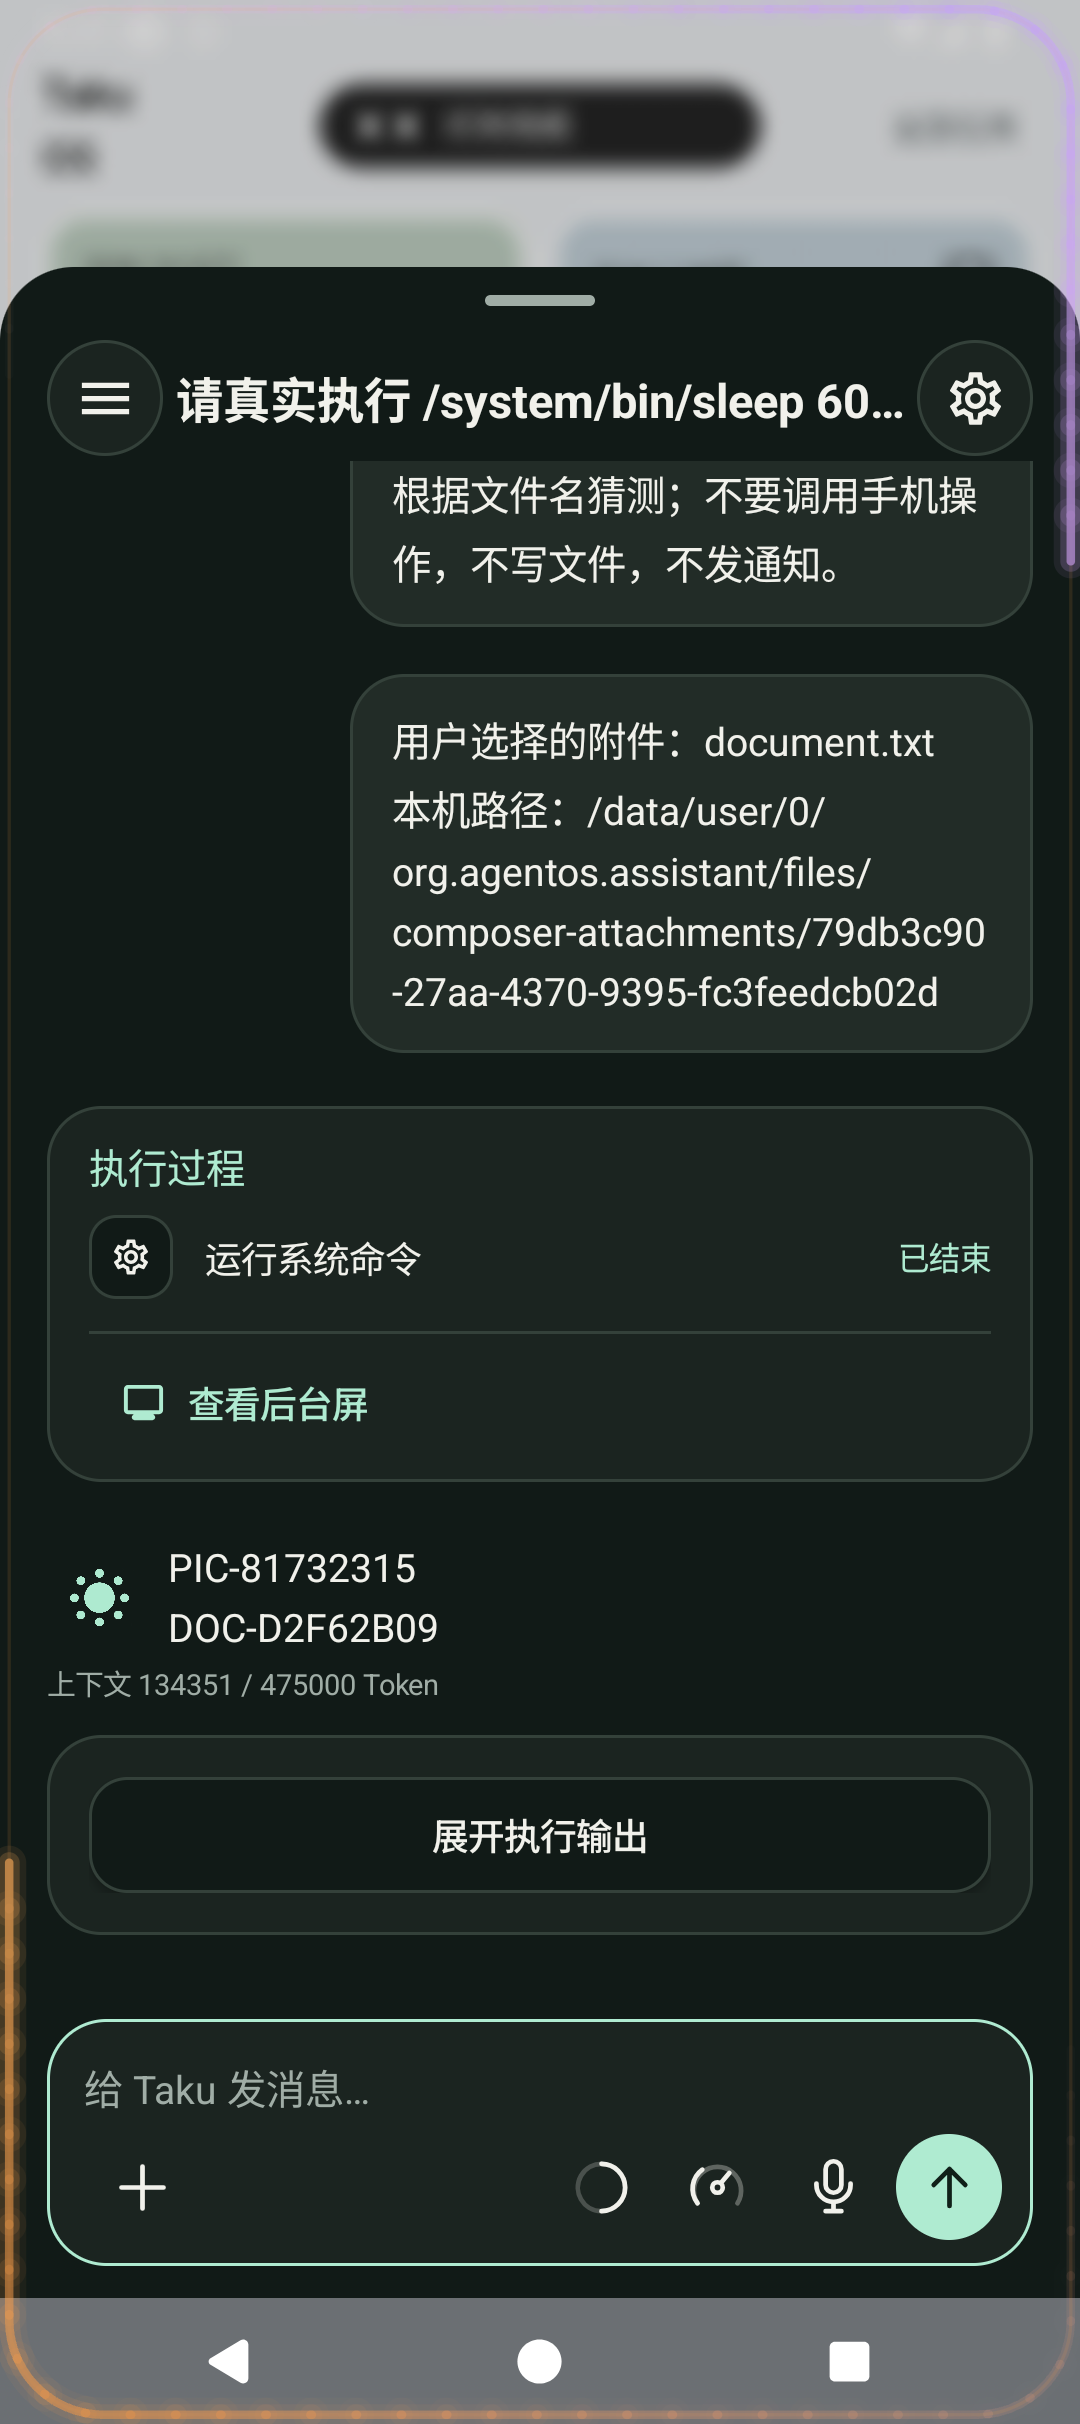 Taku
OS
请真实执行 /system/bin/sleep 60...
根据文件名猜测；不要调用手机操
作，不写文件，不发通知。
用户选择的附件：document.txt
本机路径：/data/user/0/
org.agentos.assistant/files/
composer-attachments/79db3c90
-27aa-4370-9395-fc3feedcb02d
执行过程
运行系统命令
已结束
查看后台屏
PIC-81732315
DOC-D2F62B09
上下文 134351 / 475000 Token
展开执行输出
给 Taku 发消息...